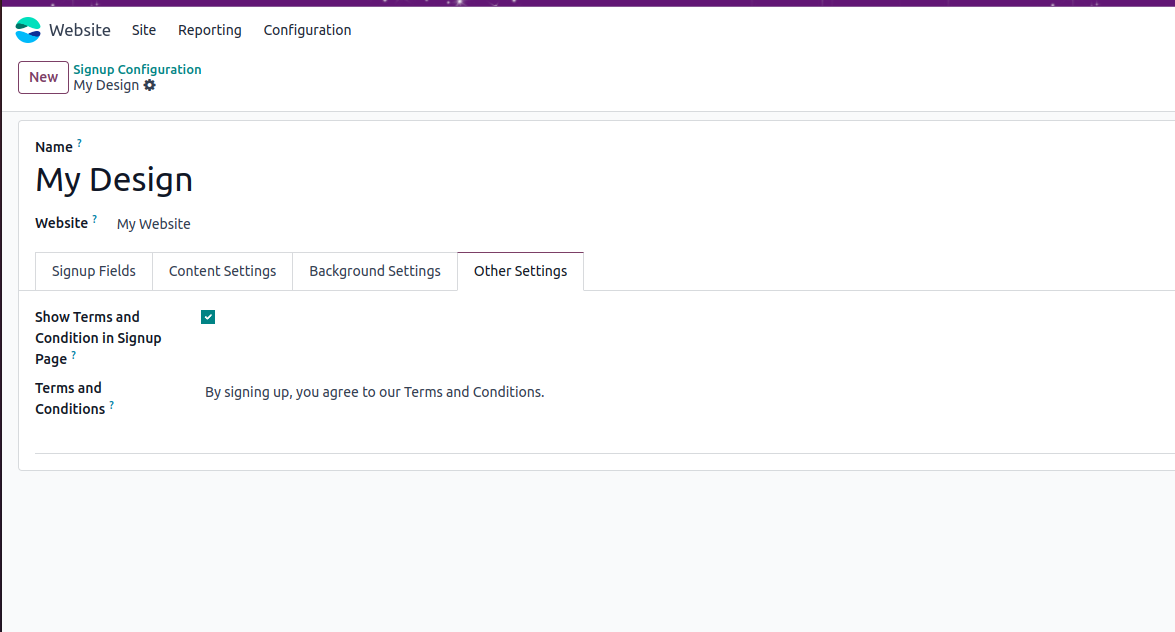 Website Site Reporting Configuration
New Signup Configuration
My Design
Name ?
My Design
Website ? My Website
Signup Fields Content Settings Background Settings Other Settings
Show Terms and
Condition in Signup
Page ?
Terms and
Conditions ?
By signing up, you agree to our Terms and Conditions.